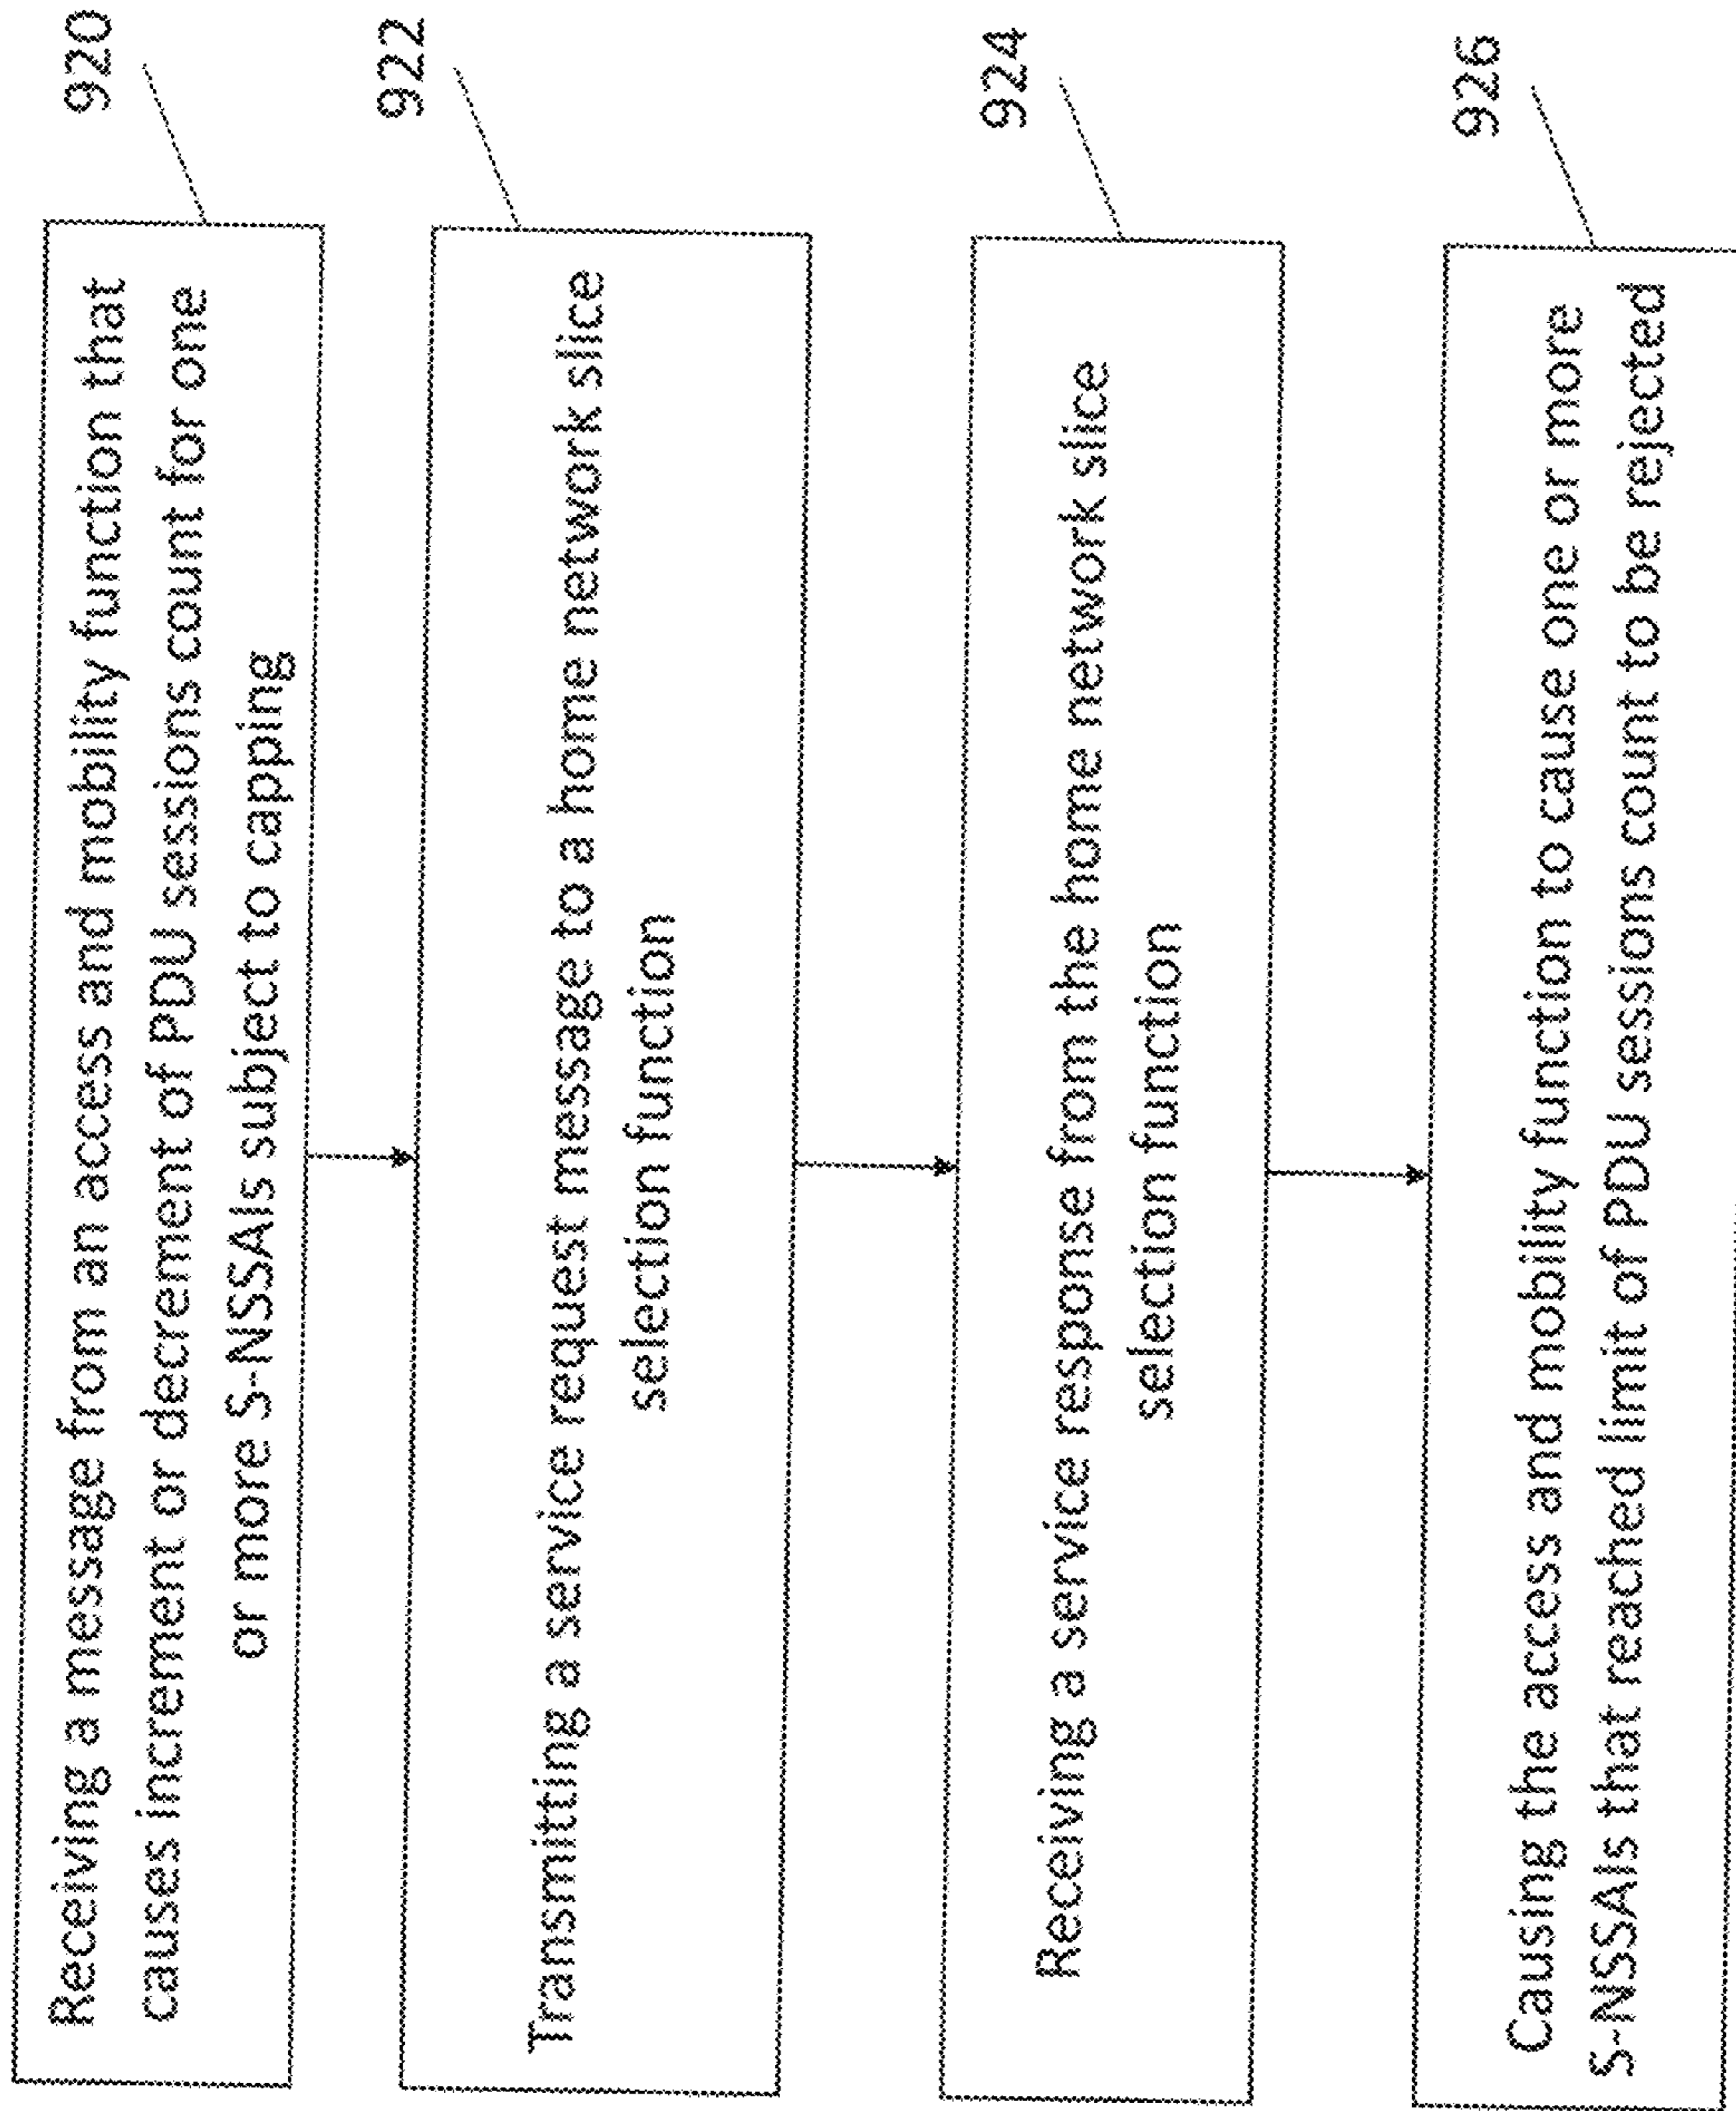 920
Receiving a message from an access and mobility function that
causes increment or decrement of PDU sessions count for one
or more S-NSSAIs subject to capping
922
Transmitting a service request message to a home network slice
selection function
924
Receiving a service response from the home network slice
selection function
926
Causing the access and mobility function to cause one or more
S-NSSAIs that reached limit of PDU sessions count to be rejected